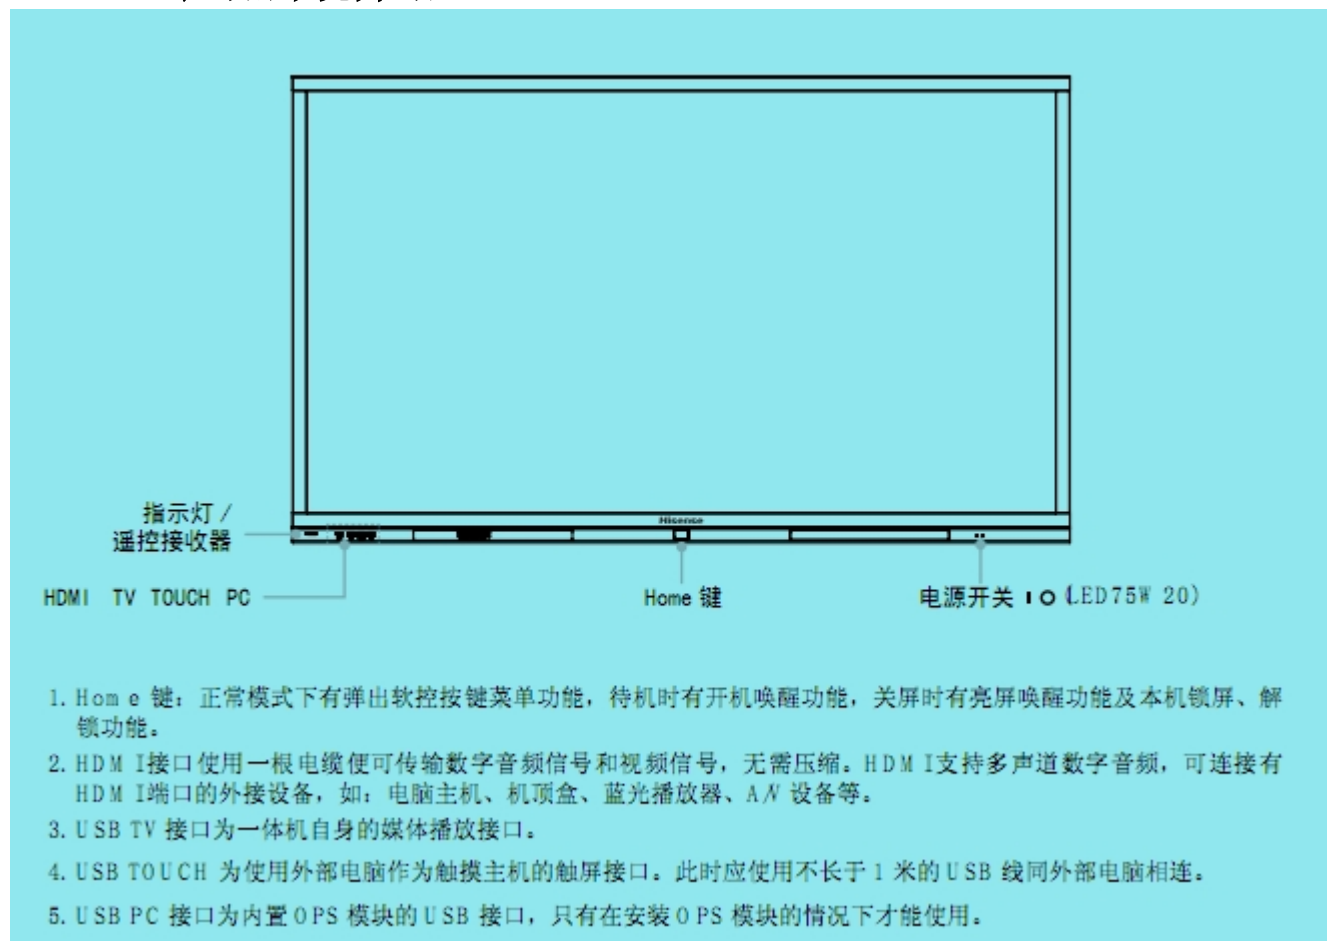 Hisense
指示灯 /
遥控接收器
HDMI TV TOUCH PC
Home 键
电源开关 I O (LED75W 20)
1. Home 键：正常模式下有弹出软控按键菜单功能，待机时有开机唤醒功能，关屏时有亮屏唤醒功能及本机锁屏、解
锁功能。
2. HDMI接口使用一根电缆便可传输数字音频信号和视频信号，无需压缩。HDMI支持多声道数字音频，可连接有
HDMI端口的外接设备，如：电脑主机、机顶盒、蓝光播放器、A/V 设备等。
3. USB TV 接口为一体机自身的媒体播放接口。
4. USB TOUCH 为使用外部电脑作为触摸主机的触屏接口。此时应使用不长于 1 米的 USB 线同外部电脑相连。
5. USB PC 接口为内置 OPS 模块的 USB 接口，只有在安装 OPS 模块的情况下才能使用。